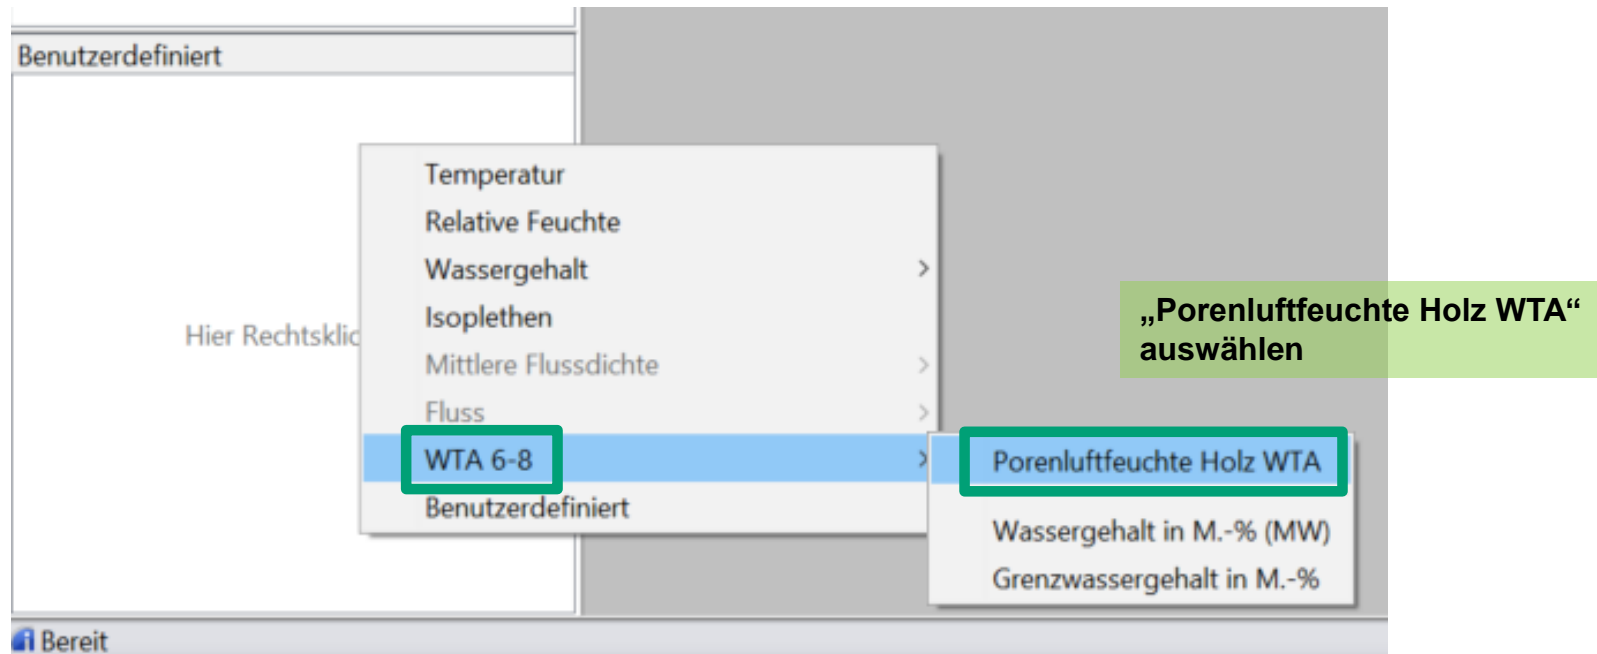 Benutzerdefiniert
Temperatur
Relative Feuchte
Wassergehalt
Isoplethen
Hier Rechtsklic
Mittlere Flussdichte
Fluss
WTA 6-8
Benutzerdefiniert
Porenluftfeuchte Holz WTA
Wassergehalt in M.-% (MW)
Grenzwassergehalt in M.-%
„Porenluftfeuchte Holz WTA“
auswählen
Bereit